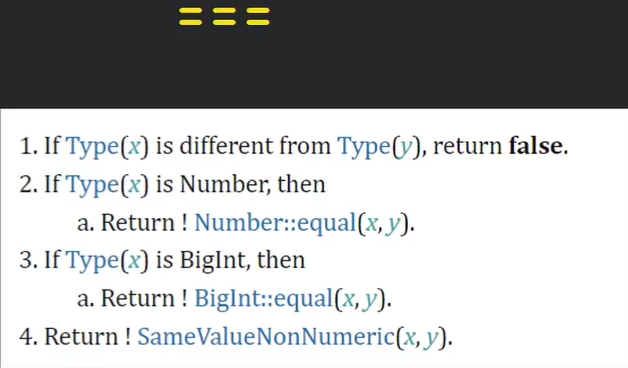 ===
1. If Type(x) is different from Type(y), return false.
2. If Type(x) is Number, then
a. Return ! Number::equal(x, y).
3. If Type(x) is BigInt, then
a. Return ! BigInt::equal(x, y).
4. Return ! SameValueNonNumeric(x, y).